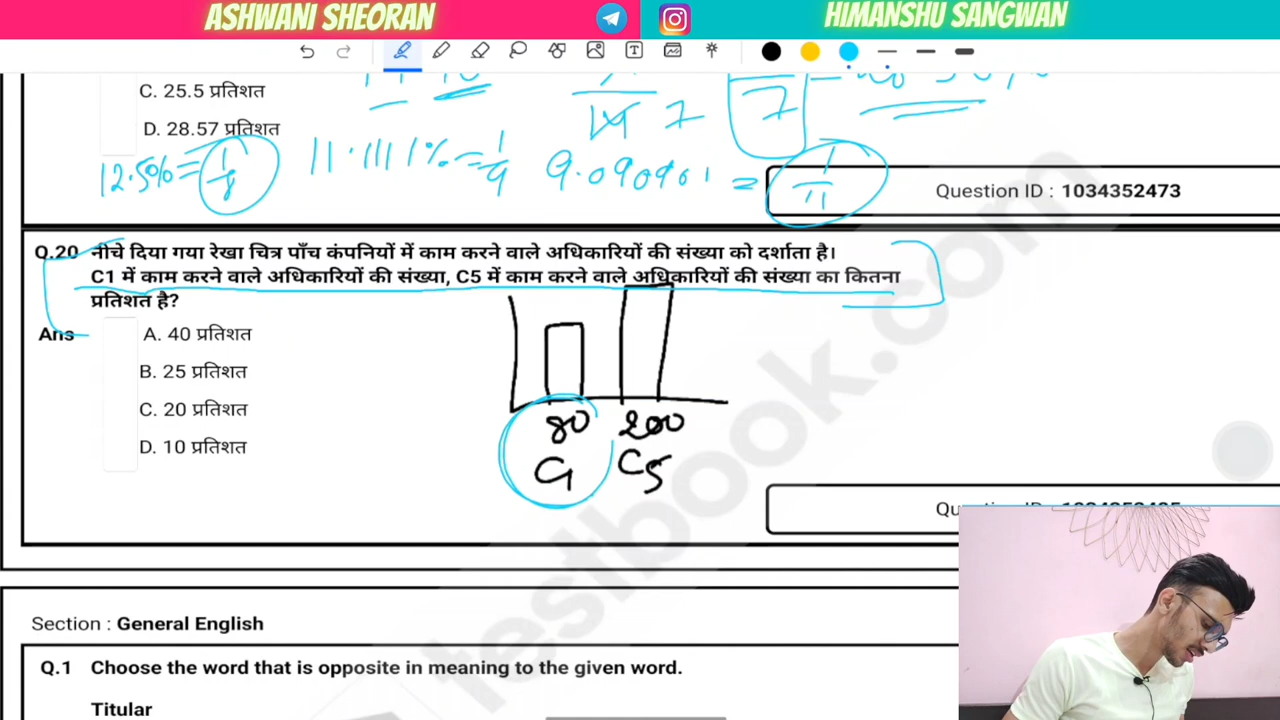 ASHWANI SHEORAN
HIMANSHU SANGWAN
C. 25.5 प्रतिशत
D. 28.57 प्रतिशत
7
7
12.5% = 1/8
11.1111% = 1/9
9.090901 = 1/11
Question ID : 1034352473
Q.20 नीचे दिया गया रेखा चित्र पाँच कंपनियों में काम करने वाले अधिकारियों की संख्या को दर्शाता है।
C1 में काम करने वाले अधिकारियों की संख्या, C5 में काम करने वाले अधिकारियों की संख्या का कितना
प्रतिशत है?
Ans
A. 40 प्रतिशत
B. 25 प्रतिशत
C. 20 प्रतिशत
D. 10 प्रतिशत
80 200
C1 C5
testbook.com
Section : General English
Q.1 Choose the word that is opposite in meaning to the given word.
Titular